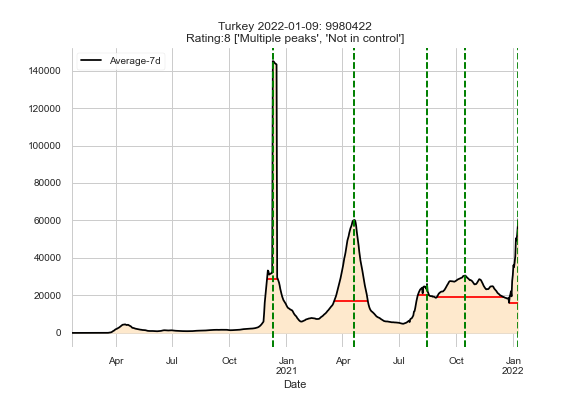 Turkey 2022-01-09: 9980422
Rating:8 ['Multiple peaks', 'Not in control']
Average-7d
140000
120000
100000
80000
60000
40000
20000
0
Apr Jul Oct Jan Apr Jul Oct Jan
2021 2022
Date